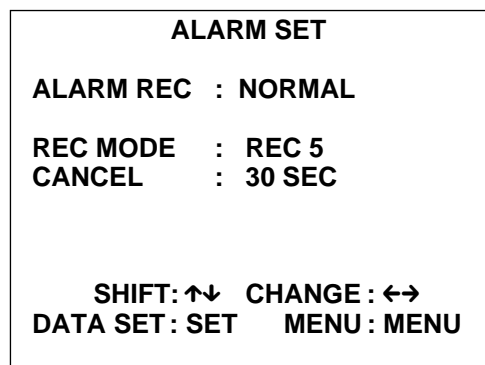 ALARM SET
ALARM REC : NORMAL
REC MODE : REC 5
CANCEL : 30 SEC
SHIFT: ↑↓ CHANGE : ←→
DATA SET : SET MENU : MENU